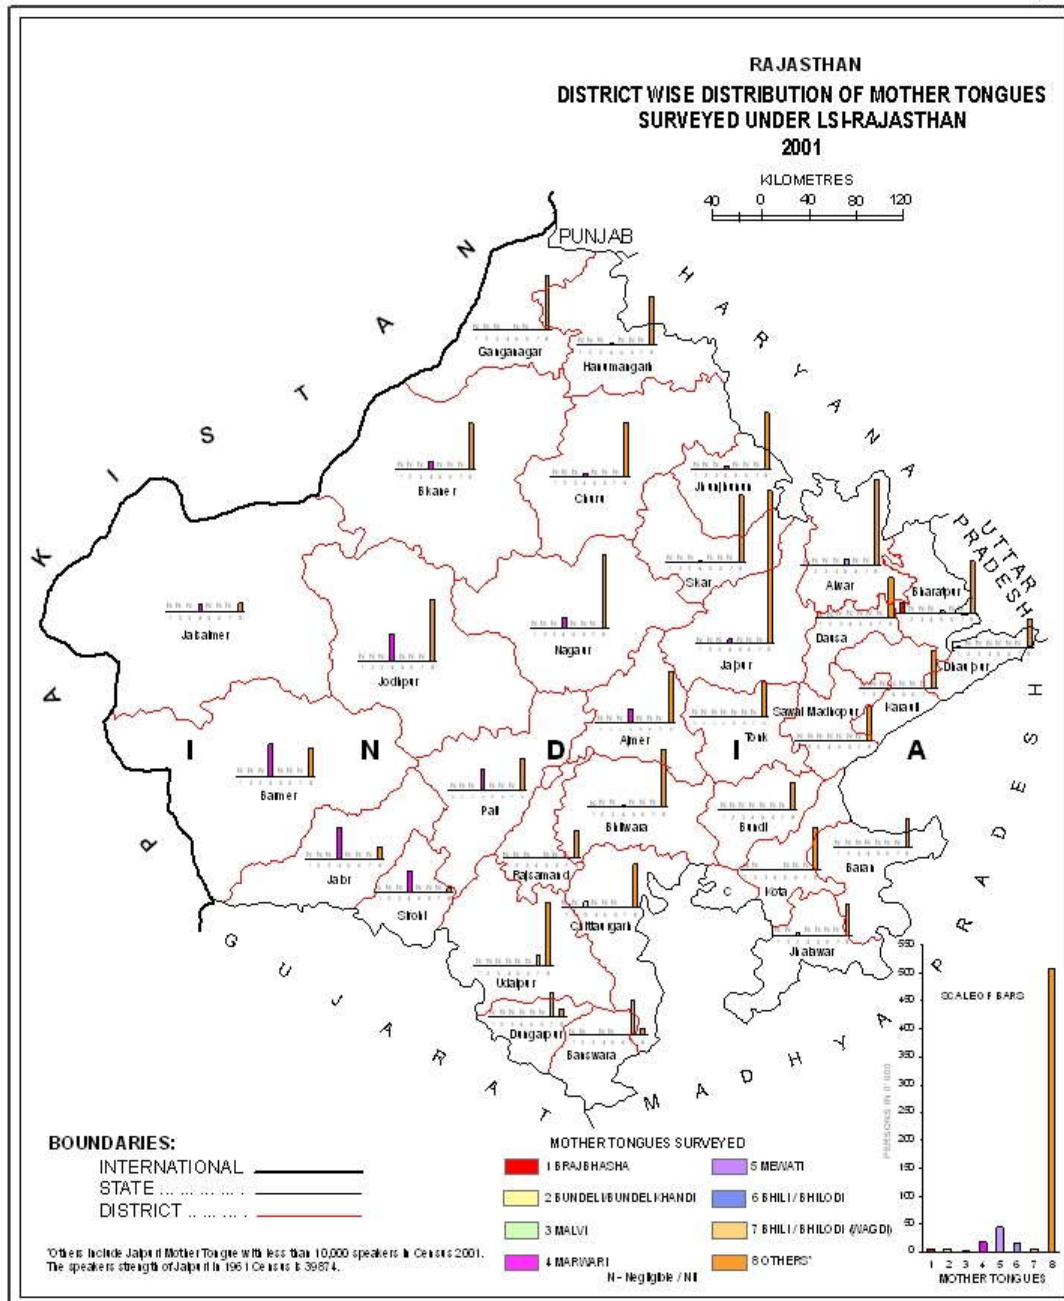 RAJASTHAN
DISTRICT WISE DISTRIBUTION OF MOTHER TONGUES
SURVEYED UNDER LSI-RAJASTHAN
2001
KILOMETRES
40 0 40 80 120
PUNJAB
HARYANA
PAKISTAN
UTTAR
PRADESH
Ganganagar
Hanumangarh
Bikaner
Churu
Jhunjhunun
Sikar
Alwar
Bharatpur
Jaisalmer
Jodhpur
Nagaur
Jaipur
Dausa
Dhaulpur
Karauli
Sawai Madhopur
Ajmer
Tonk
I N D I A
Barmer
Pali
Bhilwara
Bundi
Rajsamand
Kota
Baran
Sirohi
Chittaurgarh
C
Jhalawar
Udaipur
Dungarpur
Banswara
GUJARAT
MADHYA PRADESH
SCALE OF BARS
PERSONS IN 0'000
550
500
450
400
350
300
250
200
150
100
50
0
1 2 3 4 5 6 7 8
MOTHER TONGUES
BOUNDARIES:
INTERNATIONAL
STATE ... ... ... ... .
DISTRICT .. ... ... .
MOTHER TONGUES SURVEYED
1 BRAJBHASHA
5 MEWATI
2 BUNDELI/BUNDELKHANDI
6 BHILI / BHILODI
3 MALVI
7 BHILI / BHILODI (WAGDI)
4 MARWARI
8 OTHERS*
N - Negligible / Nil
*Others Include Jaipuri Mother Tongue with less than 10,000 speakers in Census 2001.
The speakers strength of Jaipuri in 1961 Census is 39874.